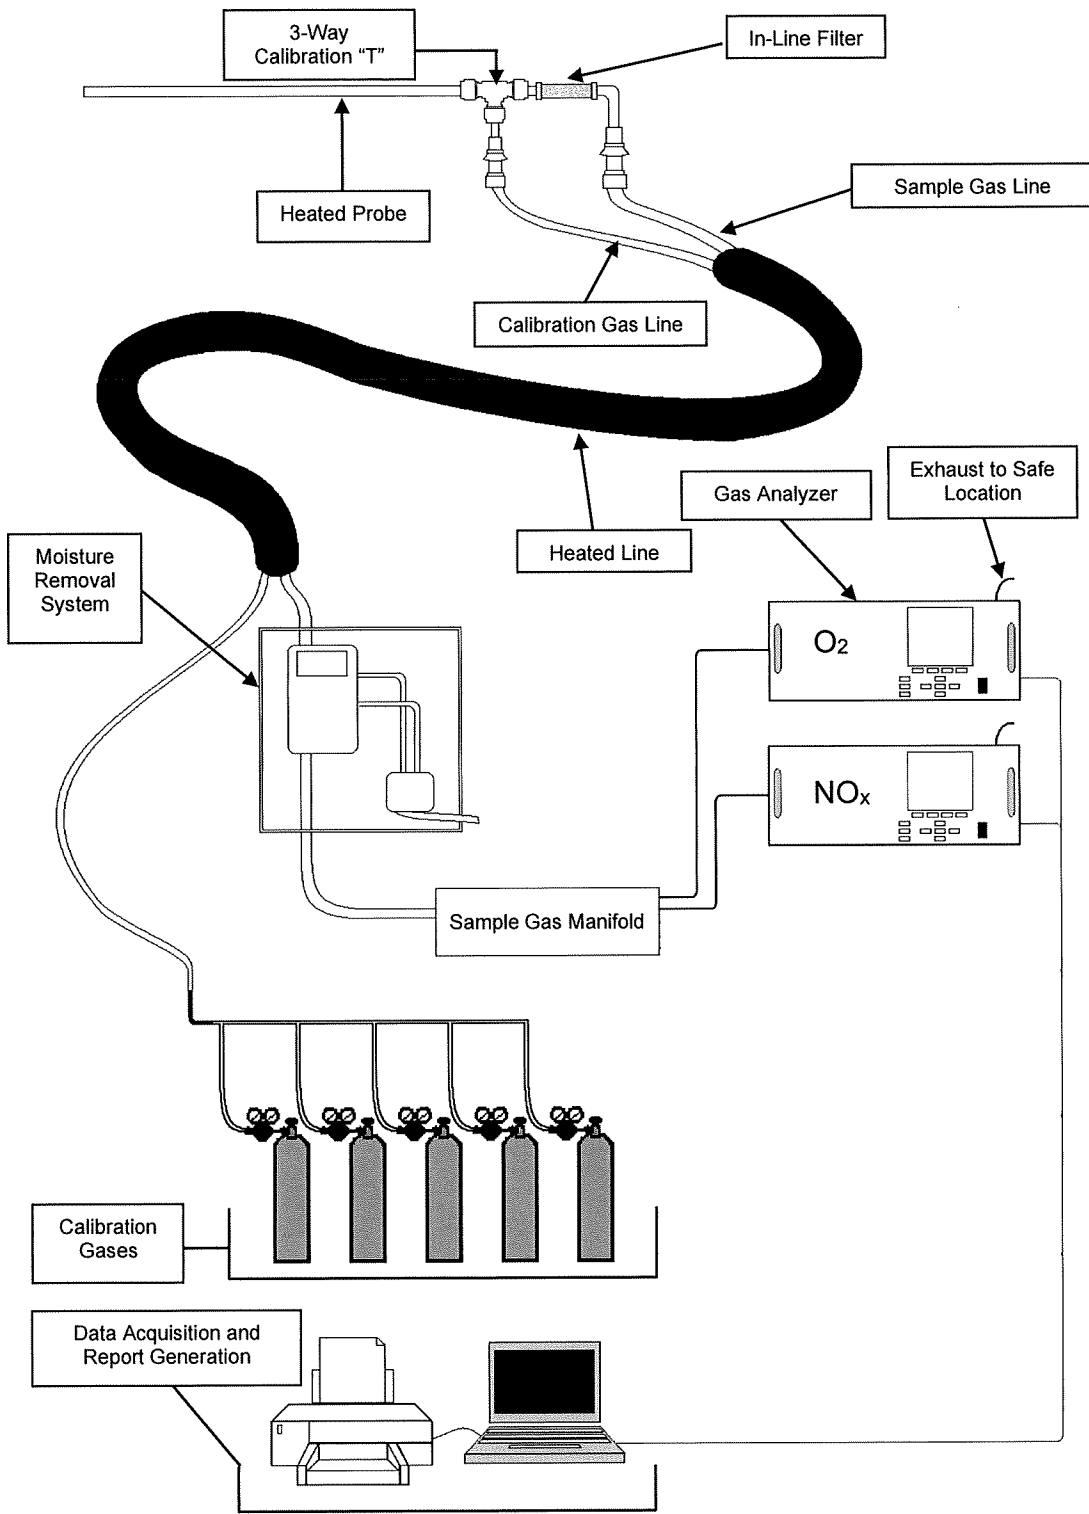 3-Way
Calibration “T”
In-Line Filter
Heated Probe
Sample Gas Line
Calibration Gas Line
Exhaust to Safe
Location
Gas Analyzer
Heated Line
Moisture
Removal
System
O2
NOx
Sample Gas Manifold
Calibration
Gases
Data Acquisition and
Report Generation